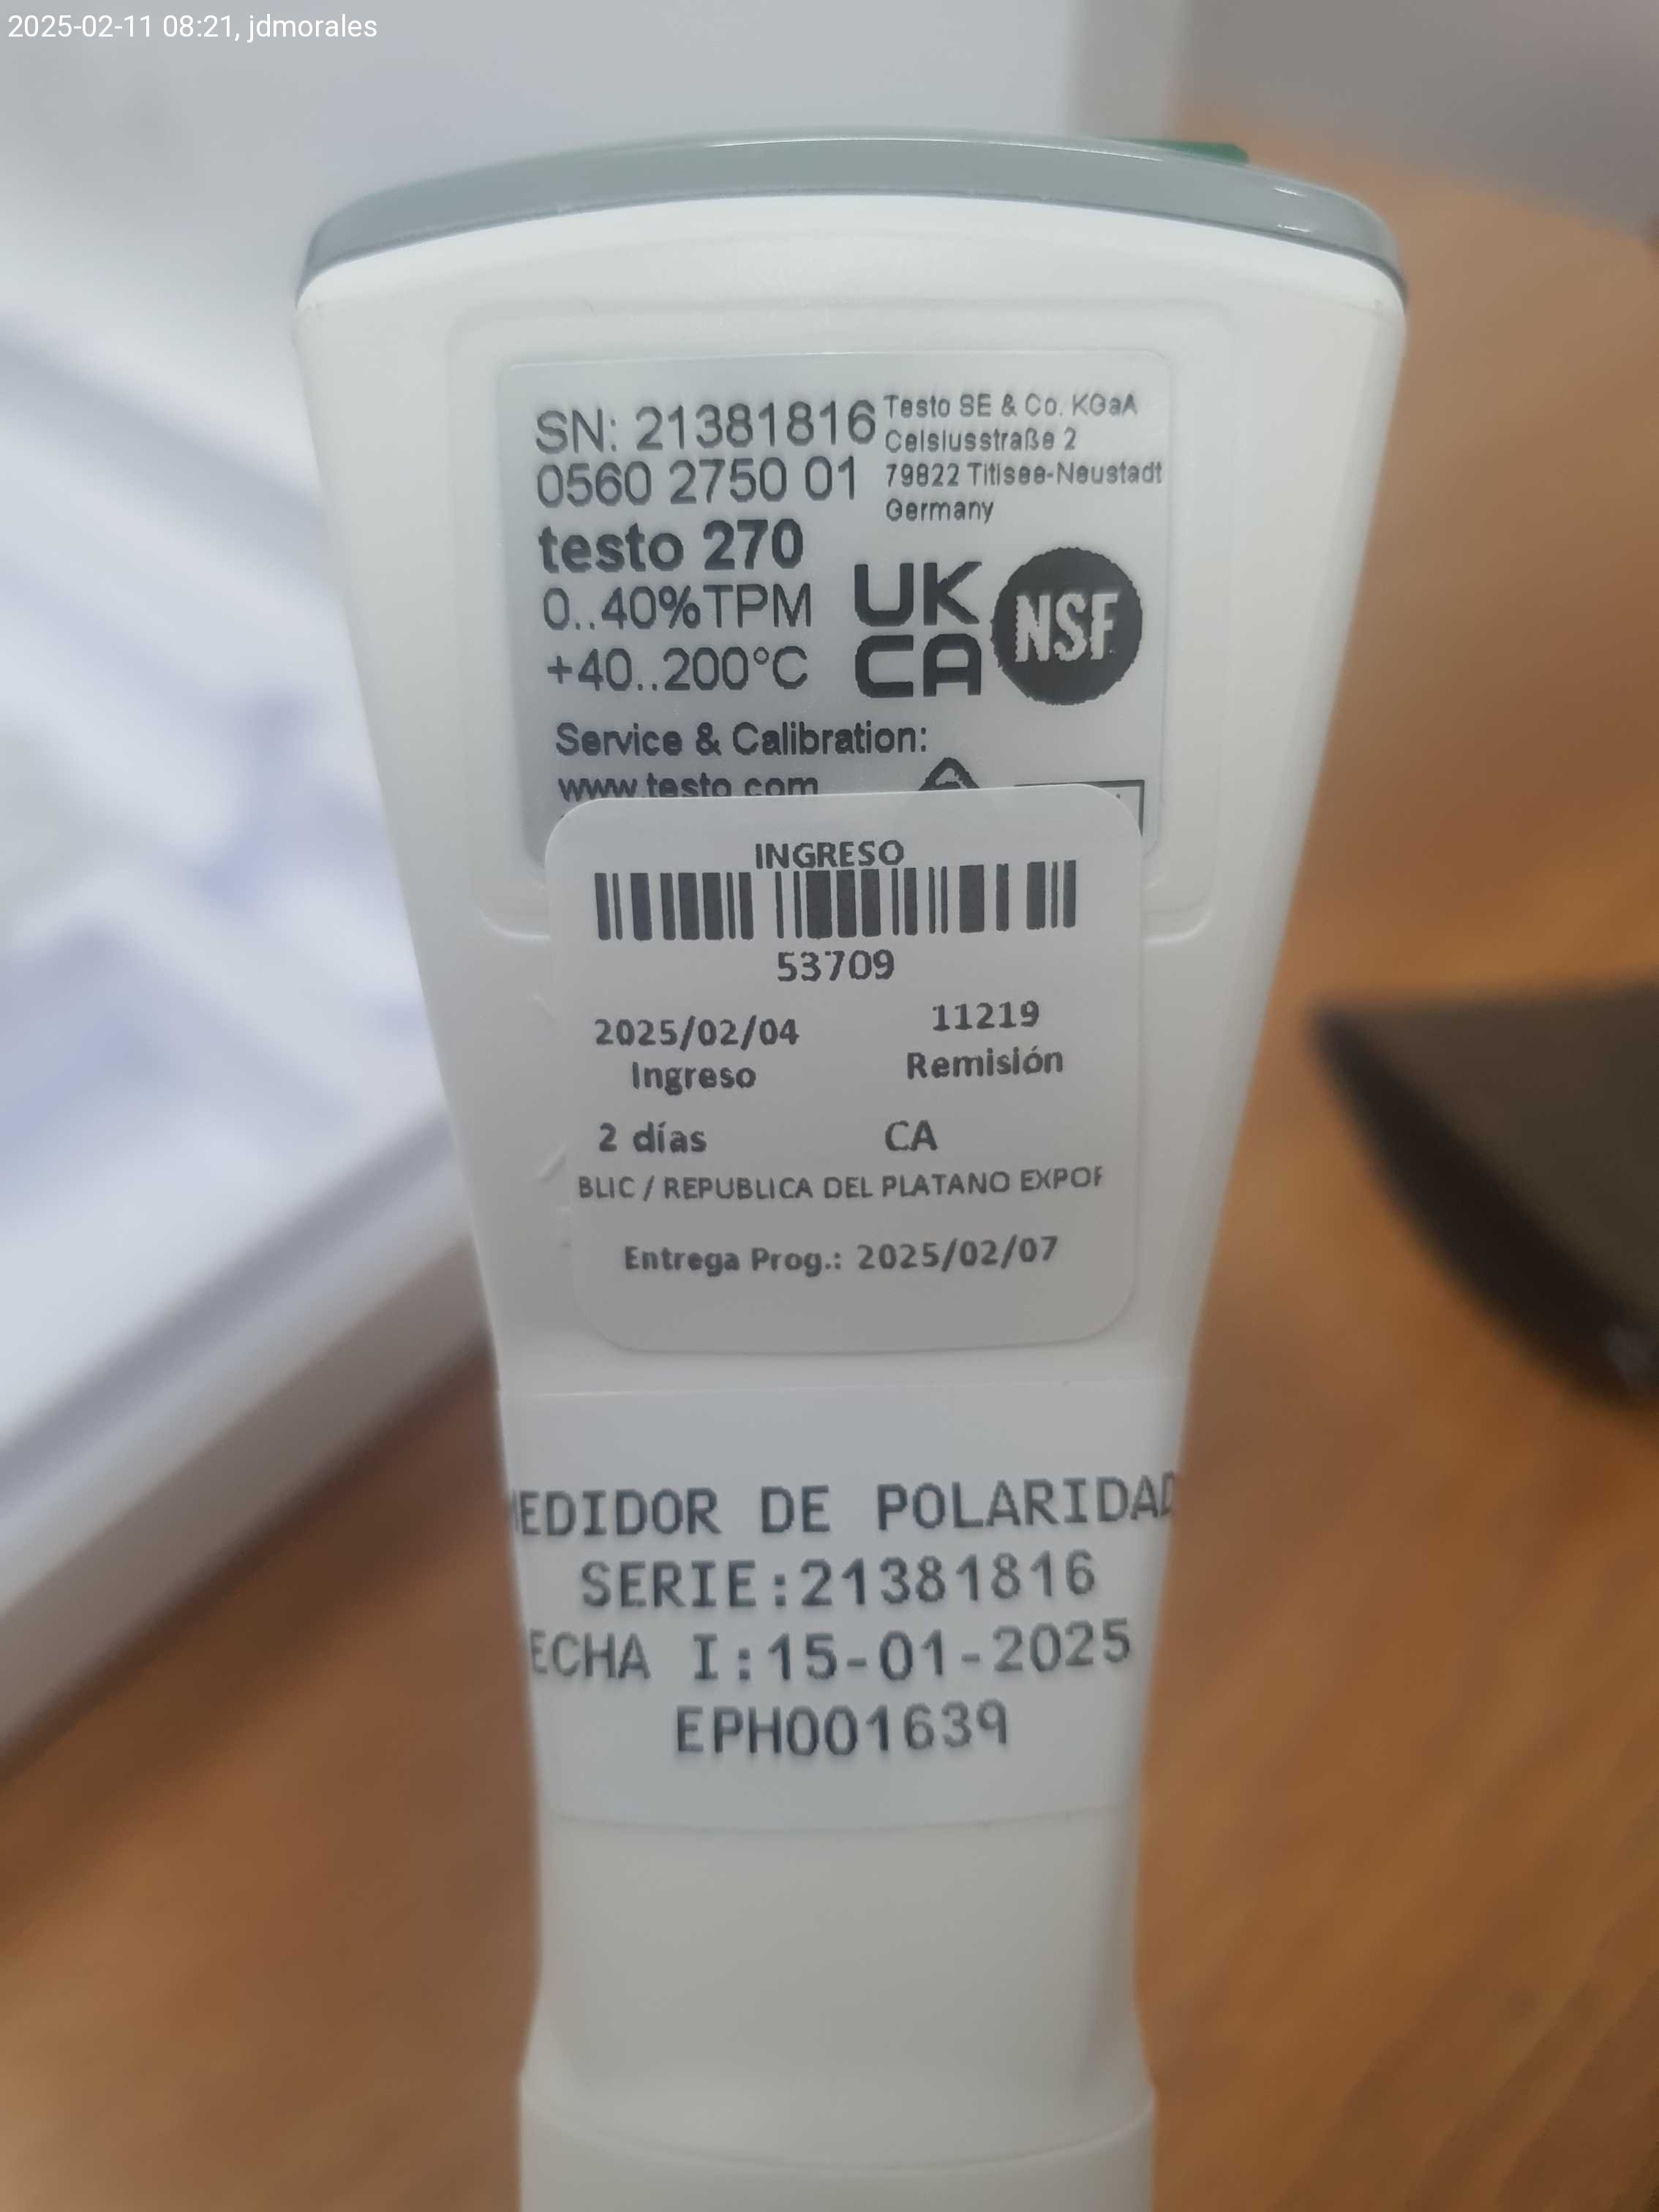 2025-02-11 08:21, jdmorales
SN: 21381816
0560 2750 01
testo 270
0..40%TPM
+40..200°C
Testo SE & Co. KGaA
Celsiusstraße 2
79822 Titisee-Neustadt
Germany
UK
CA
NSF
Service & Calibration:
www.testo.com
INGRESO
53709
2025/02/04
Ingreso
11219
Remisión
2 días
CA
BLIC / REPUBLICA DEL PLATANO EXPOR
Entrega Prog.: 2025/02/07
MEDIDOR DE POLARIDAD
SERIE:21381816
ECHA I:15-01-2025
EPH001639